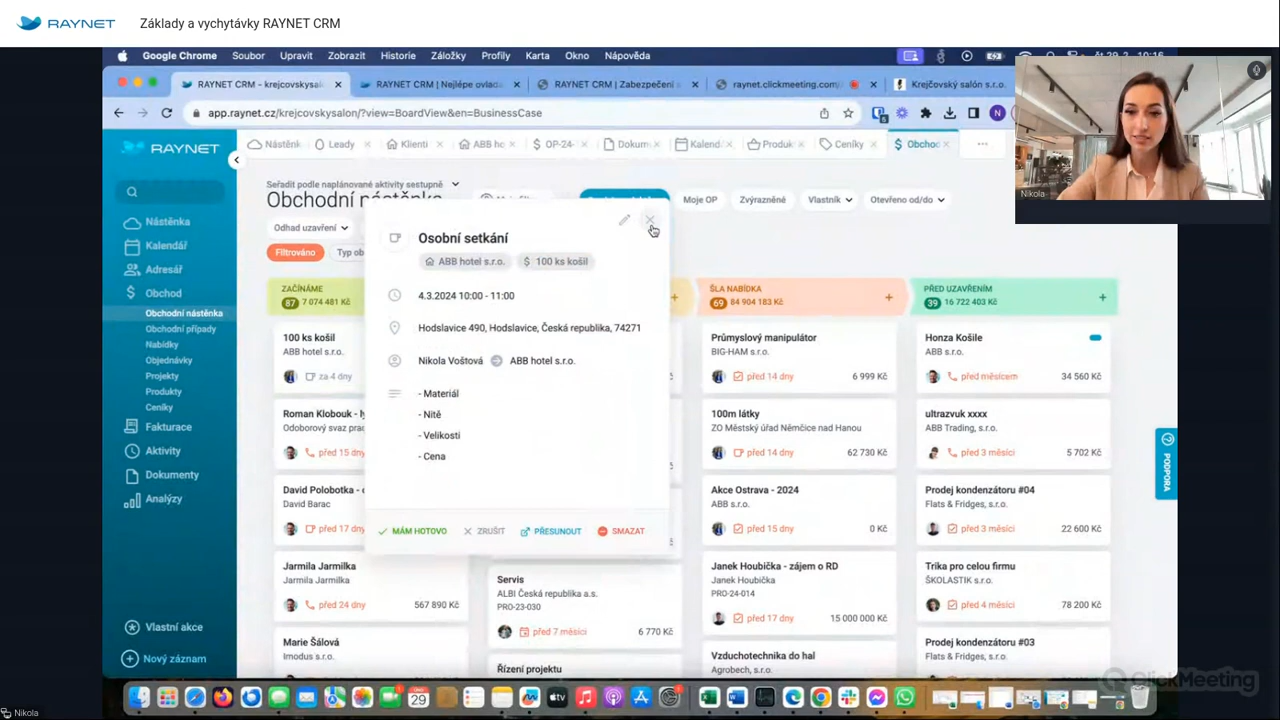 RAYNET
Základy a vychytávky RAYNET CRM
Google Chrome Soubor Upravit Zobrazit Historie Záložky Profily Karta Okno Nápověda
RAYNET CRM - krejcovskysal
RAYNET CRM | Nejlépe ovlád
RAYNET CRM | Zabezpečení
raynet.clickmeeting.com/
Krejčovský salón s.r.o.
app.raynet.cz/krejcovskysalon/?view=BoardView&en=BusinessCase
N
Nikola
RAYNET
Nástěnk Leady Klienti ABB ho OP-24- Dokum Kalend Produk Ceníky Obchod
Seřadit podle naplánované aktivity sestupně
Obchodní nástěnka
Moje OP Zvýrazněné Vlastník Otevřeno od/do
Odhad uzavření
Filtrováno Typ ob
Nástěnka
Kalendář
Adresář
Obchod
Obchodní nástěnka
Obchodní případy
Nabídky
Objednávky
Projekty
Produkty
Ceníky
Fakturace
Aktivity
Dokumenty
Analýzy
Vlastní akce
Nový záznam
ZAČÍNÁME
87 7 074 481 Kč
100 ks košil
ABB hotel s.r.o.
za 4 dny
Roman Klobouk - ly
Odoborový svaz prac
před 15 dny
David Polobotka - c
David Barac
před 17 dny
Jarmila Jarmilka
Jarmila Jarmilka
před 24 dny 567 890 Kč
Marie Šálová
Imodus s.r.o.
Osobní setkání
ABB hotel s.r.o. 100 ks košil
4.3.2024 10:00 - 11:00
Hodslavice 490, Hodslavice, Česká republika, 74271
Nikola Voštová ABB hotel s.r.o.
- Materiál
- Nitě
- Velikosti
- Cena
MÁM HOTOVO ZRUŠIT PŘESUNOUT SMAZAT
Servis
ALBI Česká republika a.s.
PRO-23-030
před 7 měsíci 6 770 Kč
Řízení projektu
ŠLA NABÍDKA
69 84 904 183 Kč
Průmyslový manipulátor
BIG-HAM s.r.o.
před 14 dny 6 999 Kč
100m látky
ZO Městský úřad Němčice nad Hanou
před 14 dny 62 730 Kč
Akce Ostrava - 2024
ABB s.r.o.
před 15 dny 0 Kč
Janek Houbička - zájem o RD
Janek Houbička
PRO-24-014
před 17 dny 15 000 000 Kč
Vzduchotechnika do hal
Agrobech, s.r.o.
PŘED UZAVŘENÍM
39 16 722 403 Kč
Honza Košile
ABB s.r.o.
před měsícem 34 560 Kč
ultrazvuk xxxx
ABB Trading, s.r.o.
před 3 měsíci 5 702 Kč
Prodej kondenzátoru #04
Flats & Fridges, s.r.o.
před 3 měsíci 22 600 Kč
Trika pro celou firmu
ŠKOLASTIK s.r.o.
před 4 měsíci 78 200 Kč
Prodej kondenzátoru #03
Flats & Fridges, s.r.o.
PODPORA
29
ClickMeeting
Nikola